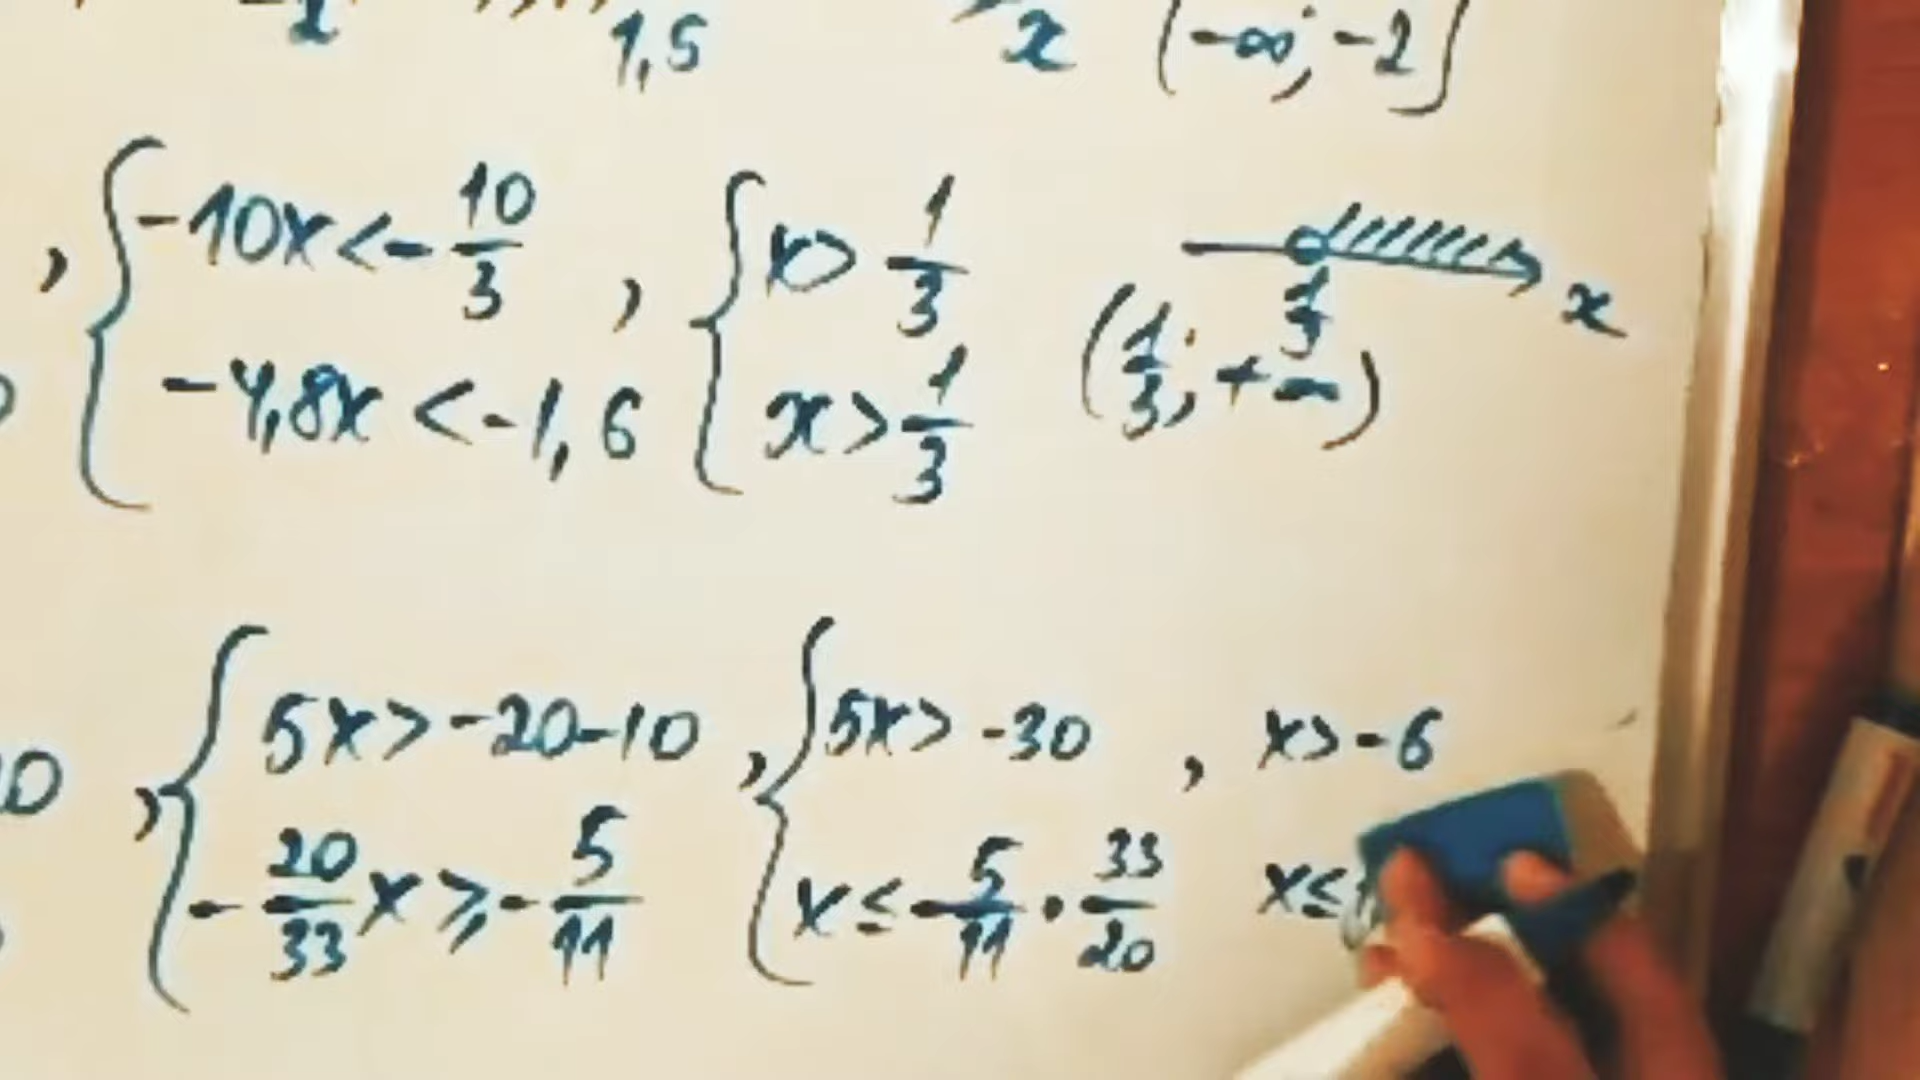 1,5 x (-∞; -2]
, { -10x < -10/3 , { x > 1/3 x
-4,8x < -1,6 x > 1/3 (1/3; +∞)
0 , { 5x > -20-10 , { 5x > -30 , x > -6
-20/33 x ⩾ -5/11 x ≤ -5/11 · 33/20 x ≤